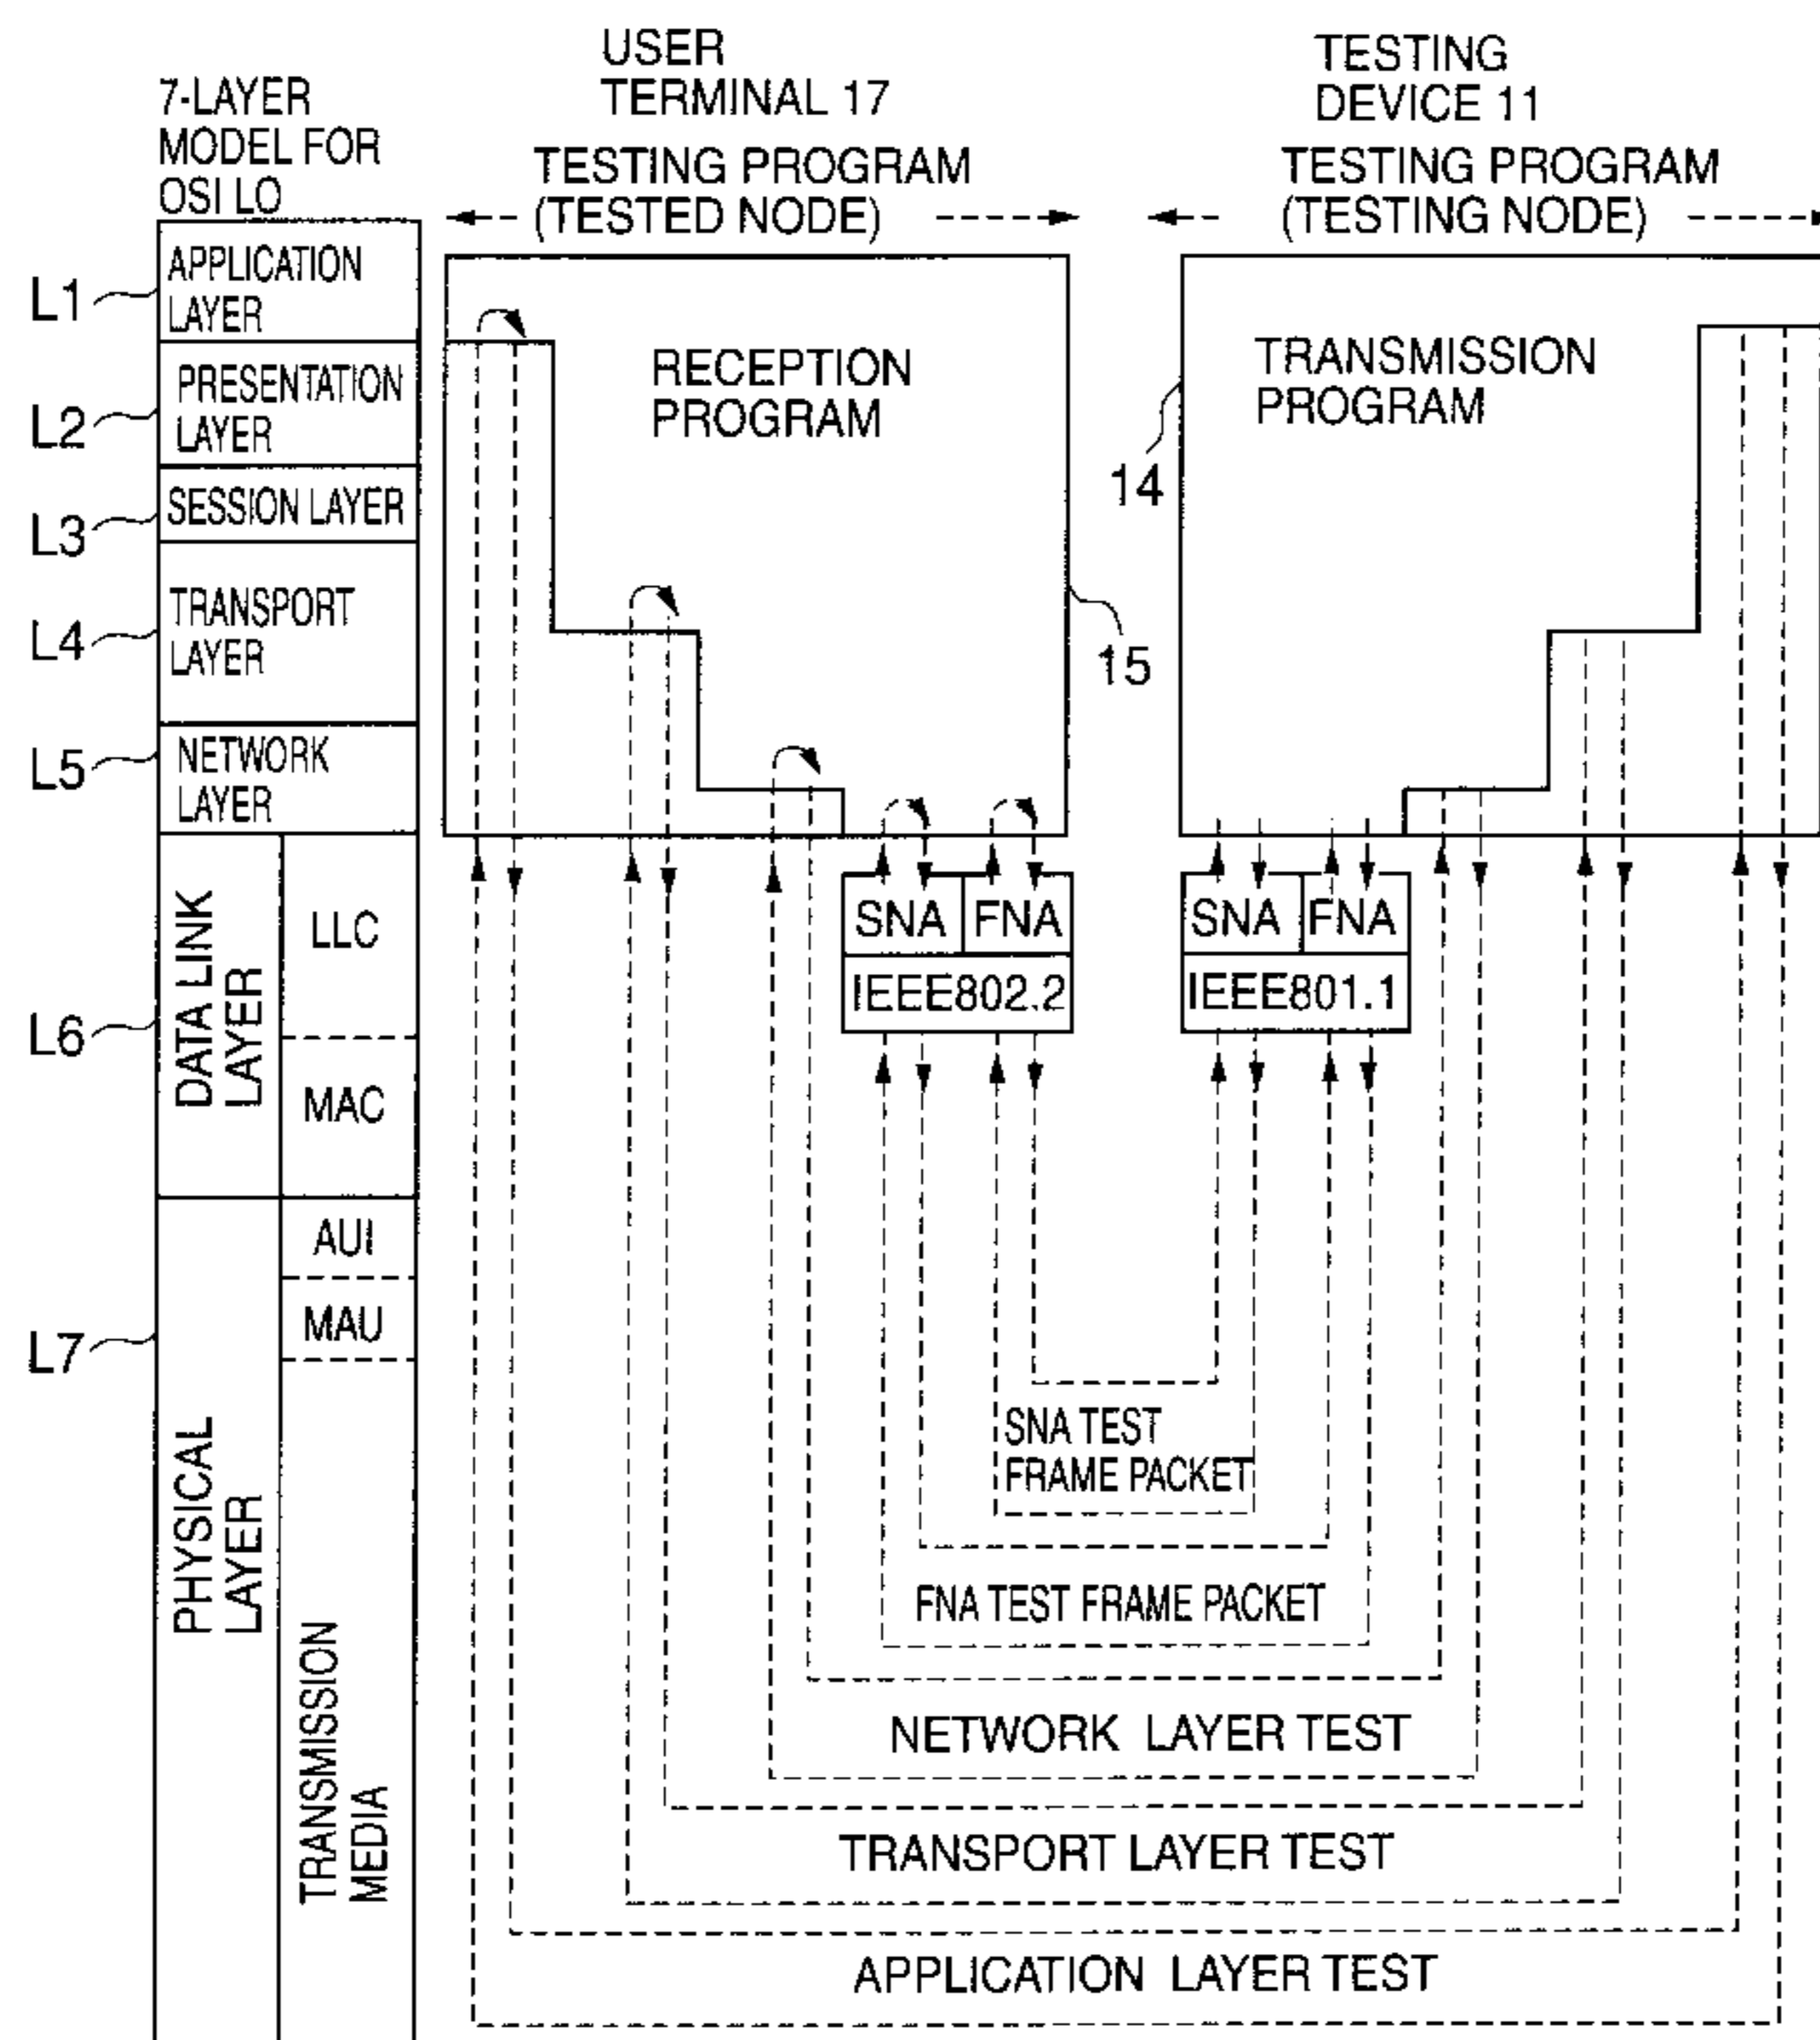 USER
TERMINAL 17
TESTING
DEVICE 11
7-LAYER
MODEL FOR
OSI LO
TESTING PROGRAM
(TESTED NODE)
TESTING PROGRAM
(TESTING NODE)
L1
APPLICATION
LAYER
L2
PRESENTATION
LAYER
L3
SESSION LAYER
L4
TRANSPORT
LAYER
L5
NETWORK
LAYER
L6
DATA LINK
LAYER
LLC
MAC
L7
PHYSICAL
LAYER
AUI
MAU
TRANSMISSION
MEDIA
RECEPTION
PROGRAM
15
TRANSMISSION
PROGRAM
14
SNA
FNA
IEEE802.2
SNA
FNA
IEEE801.1
SNA TEST
FRAME PACKET
FNA TEST FRAME PACKET
NETWORK LAYER TEST
TRANSPORT LAYER TEST
APPLICATION LAYER TEST